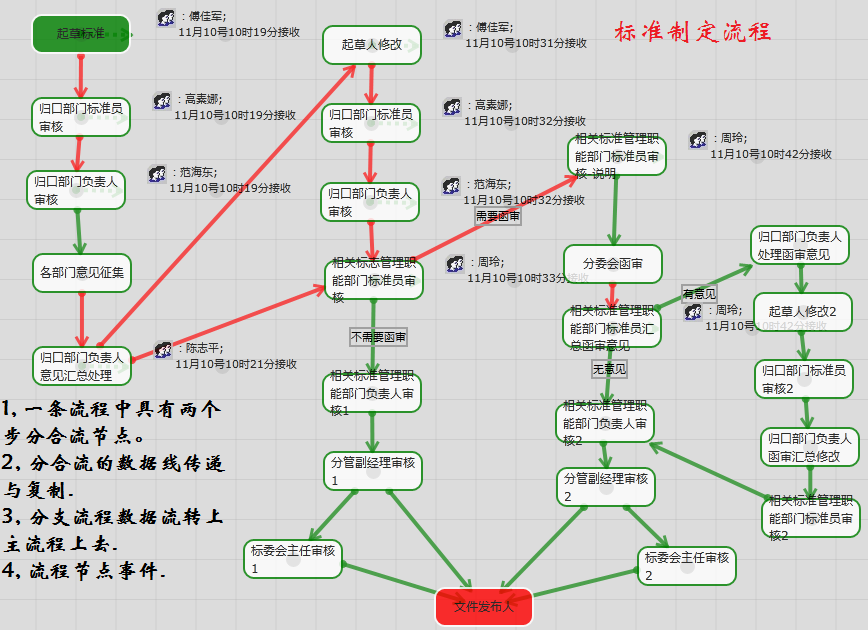 标准制定流程
起草标准
：傅佳军;
11月10号10时19分接收
归口部门标准员
审核
：高素娜;
11月10号10时19分接收
归口部门负责人
审核
：范海东;
11月10号10时19分接收
各部门意见征集
归口部门负责人
意见汇总处理
：陈志平;
11月10号10时21分接收
1, 一条流程中具有两个
步分合流节点。
2, 分合流的数据线传递
与复制.
3, 分支流程数据流转上
主流程上去.
4, 流程节点事件.
起草人修改
：傅佳军;
11月10号10时31分接收
归口部门标准员
审核
：高素娜;
11月10号10时32分接收
归口部门负责人
审核
：范海东;
11月10号10时32分接收
需要函审
相关标志管理职
能部门标准员审
核
：周玲;
11月10号10时33分接收
不需要函审
相关标准管理职
能部门负责人审
核1
分管副经理审核
1
标委会主任审核
1
相关标准管理职
能部门标准员审
核-说明
：周玲;
11月10号10时42分接收
分委会函审
相关标准管理职
能部门标准员汇
总函审意见
有意见
：周玲;
11月10号10时42分接收
无意见
相关标准管理职
能部门负责人审
核2
分管副经理审核
2
标委会主任审核
2
归口部门负责人
处理函审意见
起草人修改2
归口部门标准员
审核2
归口部门负责人
函审汇总修改
相关标准管理职
能部门标准员审
核2
文件发布人